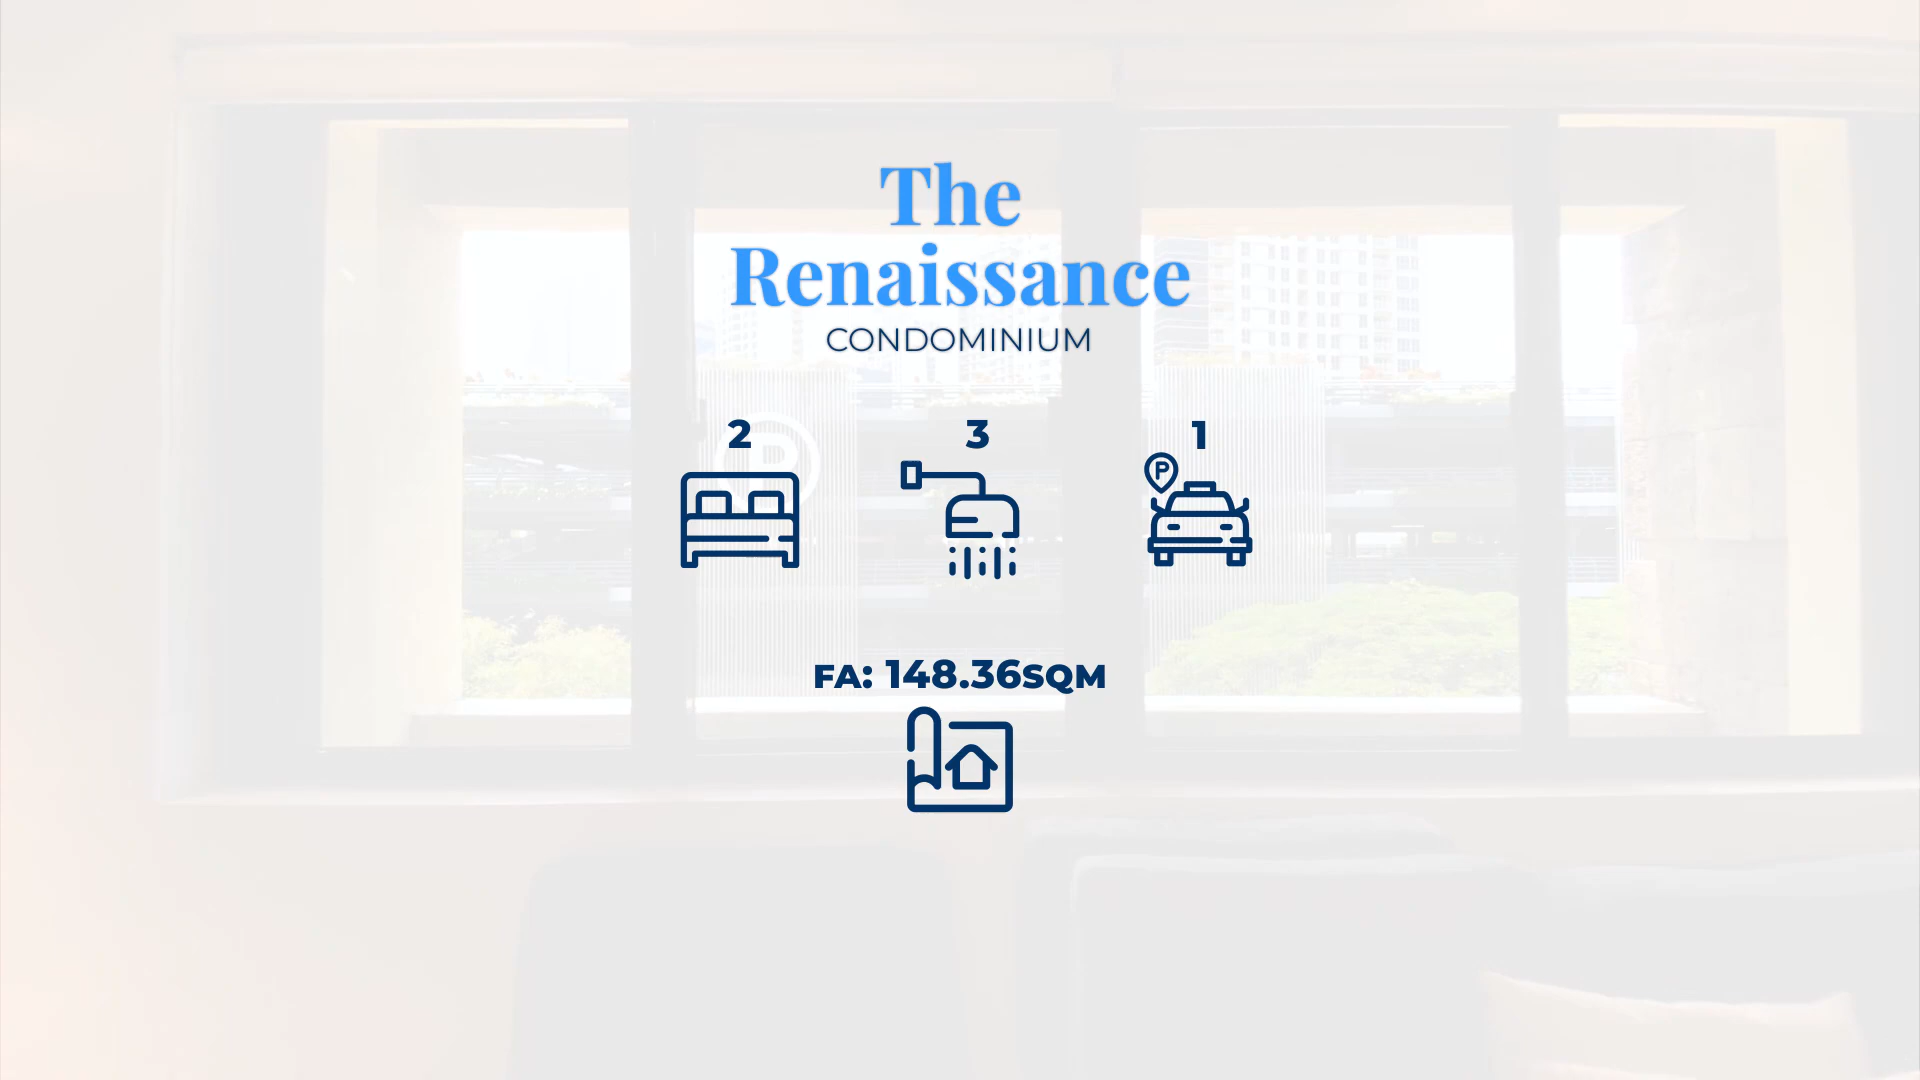 The
Renaissance
CONDOMINIUM
2
3
1
P
P
FA: 148.36SQM